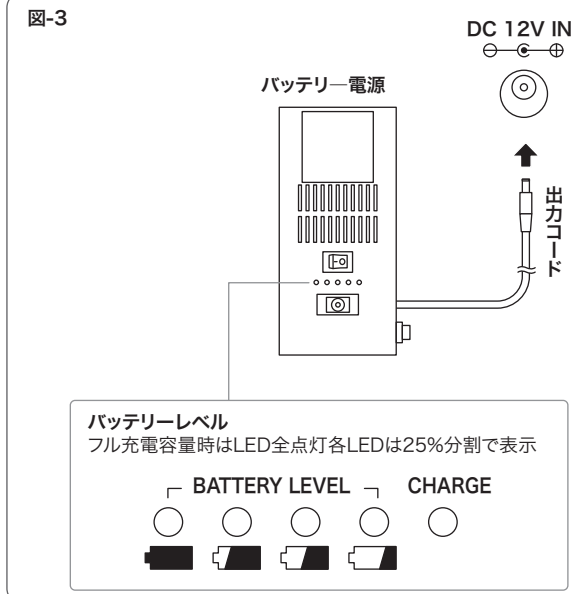 図-3
DC 12V IN
バッテリ―電源
出力コード
バッテリーレベル
フル充電容量時はLED全点灯各LEDは25%分割で表示
BATTERY LEVEL
CHARGE